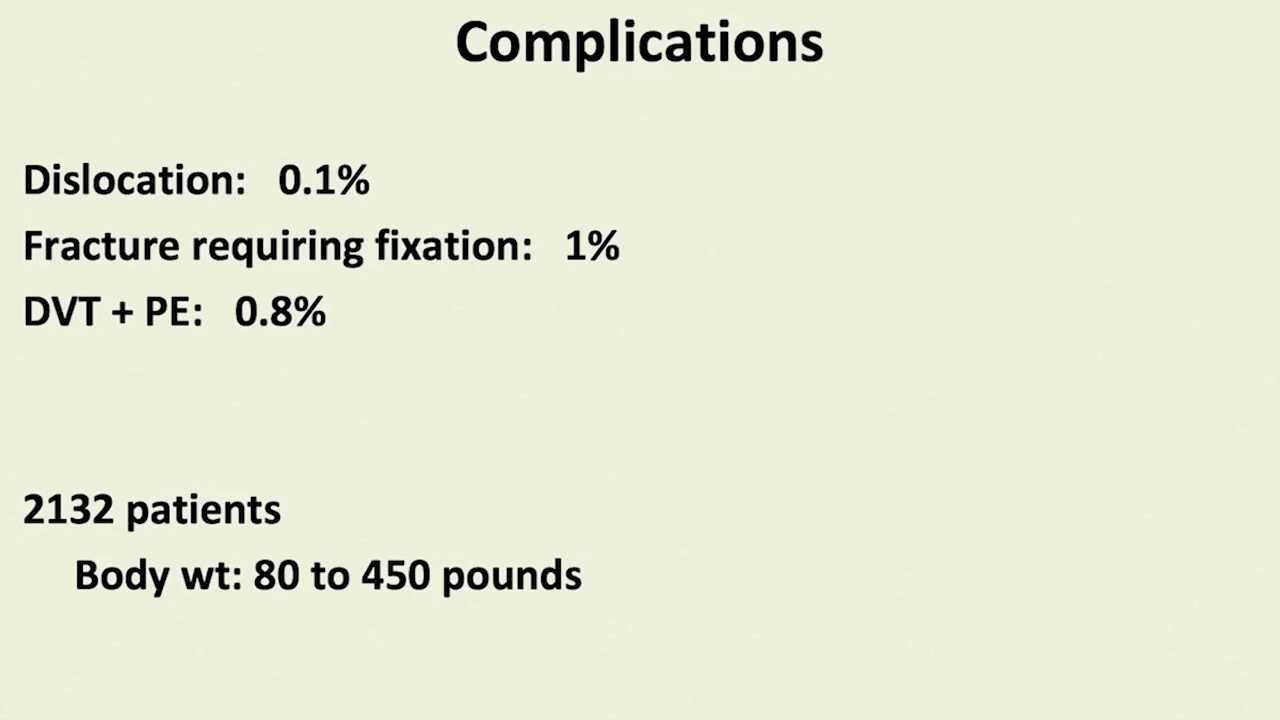 Complications
Dislocation: 0.1%
Fracture requiring fixation: 1%
DVT + PE: 0.8%
2132 patients
Body wt: 80 to 450 pounds